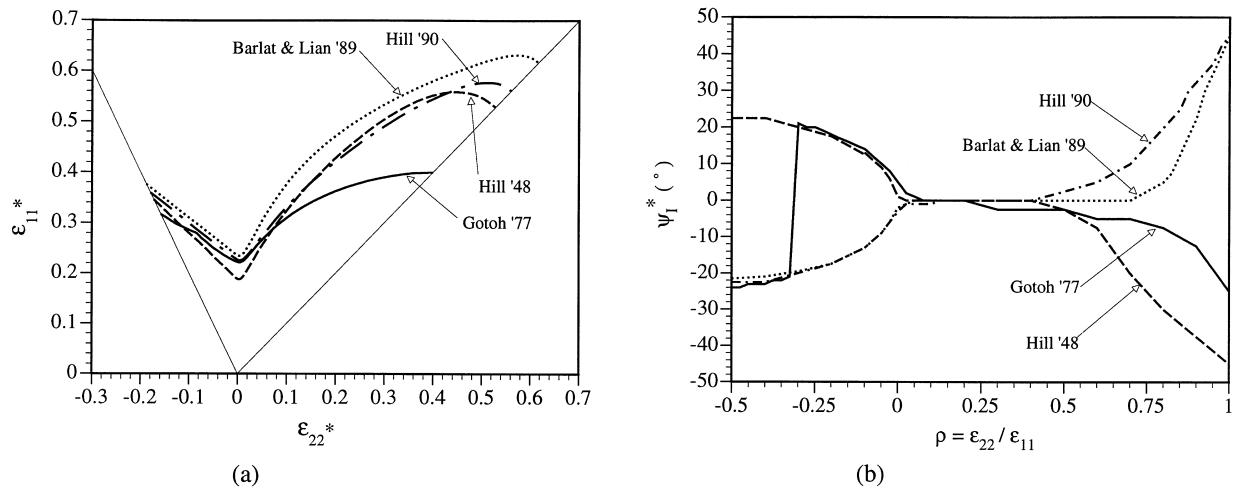 0.7
0.6
0.5
0.4
0.3
0.2
0.1
0
-0.3
-0.2
-0.1
0
0.1
0.2
0.3
0.4
0.5
0.6
0.7
ε11*
ε22*
Barlat & Lian '89
Hill '90
Hill '48
Gotoh '77
(a)
50
40
30
20
10
0
-10
-20
-30
-40
-50
-0.5
-0.25
0
0.25
0.5
0.75
1
ψI* (°)
ρ = ε22 / ε11
Hill '90
Barlat & Lian '89
Gotoh '77
Hill '48
(b)